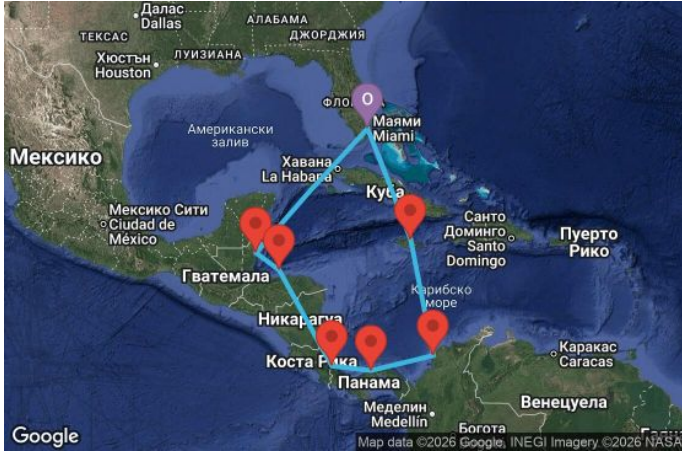 Далас
Dallas
АЛАБАМА
ТЕКСАС
ДЖОРДЖИЯ
ЛУИЗИАНА
Хюстън
Houston
ФЛО
O
Маями
Miami
Американски
залив
Мексико
Хавана
La Habana
Куба
Мексико Сити
Ciudad de
México
Санто
Доминго
Santo
Domingo
Пуерто
Рико
Гватемала
Карибско
море
Никарагуа
Коста Рика
Панама
Каракас
Caracas
Венецуела
Меделин
Medellín
Богота
Google
Map data ©2026 Google, INEGI Imagery ©2026 NASA